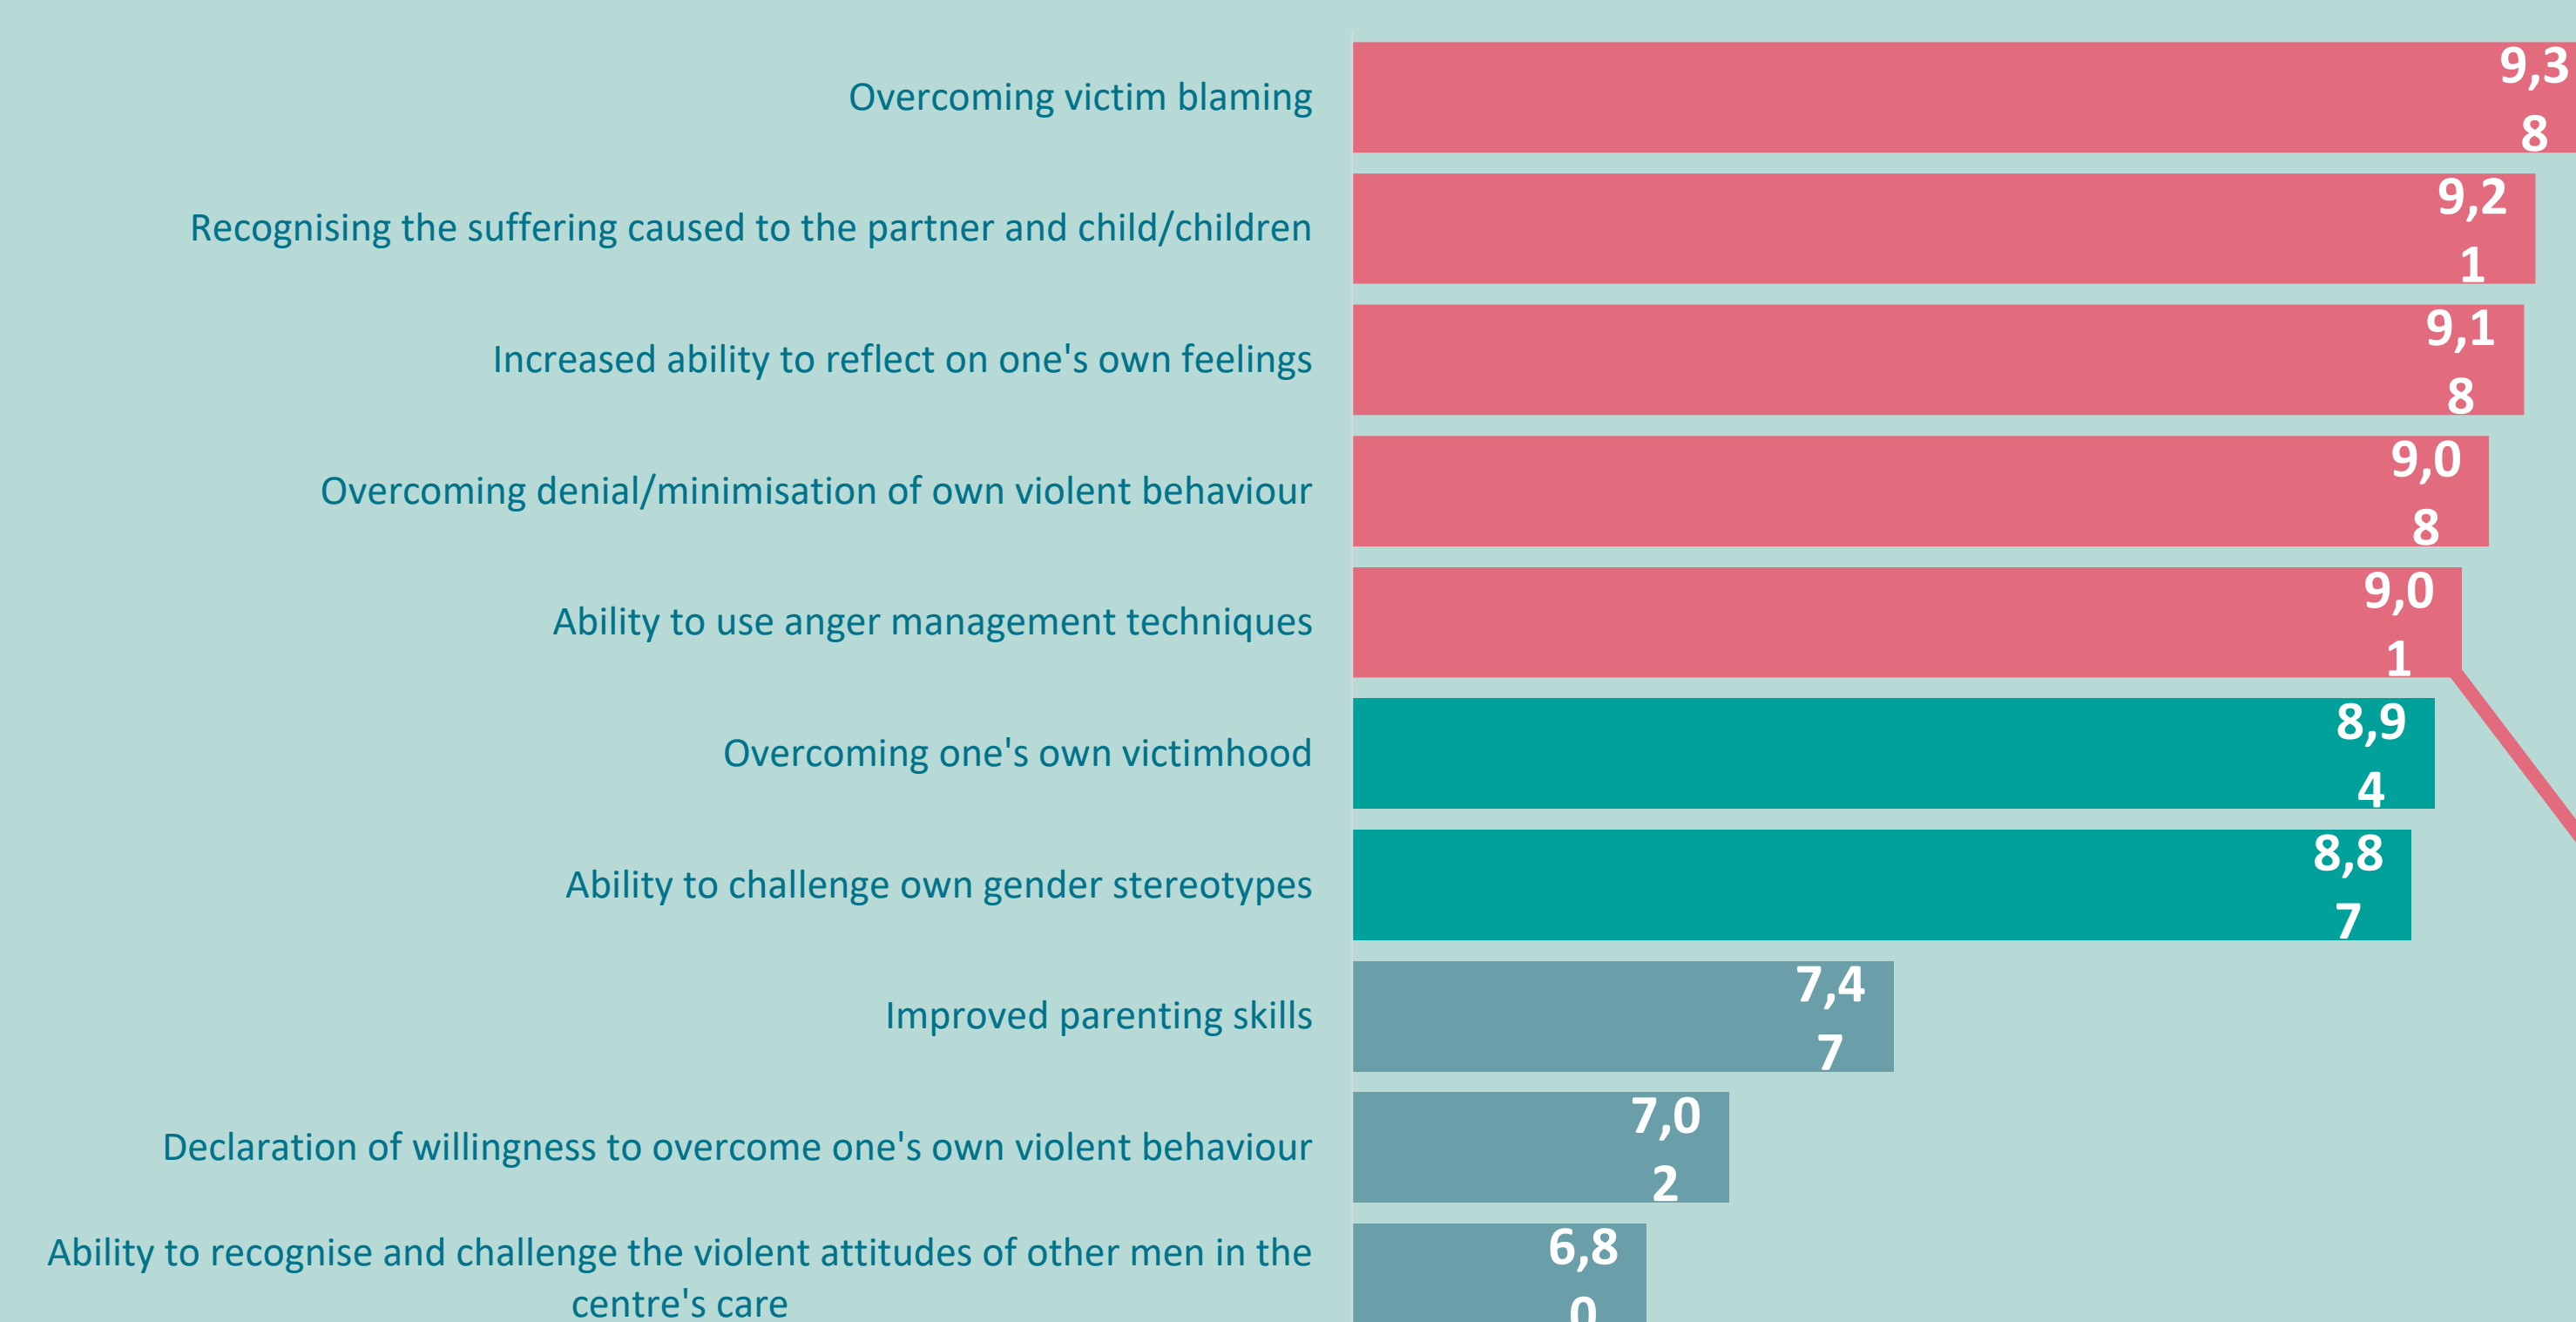 Overcoming victim blaming
9,3
8
Recognising the suffering caused to the partner and child/children
9,2
1
Increased ability to reflect on one's own feelings
9,1
8
Overcoming denial/minimisation of own violent behaviour
9,0
8
Ability to use anger management techniques
9,0
1
Overcoming one's own victimhood
8,9
4
Ability to challenge own gender stereotypes
8,8
7
Improved parenting skills
7,4
7
Declaration of willingness to overcome one's own violent behaviour
7,0
2
Ability to recognise and challenge the violent attitudes of other men in the
centre's care
6,8
0